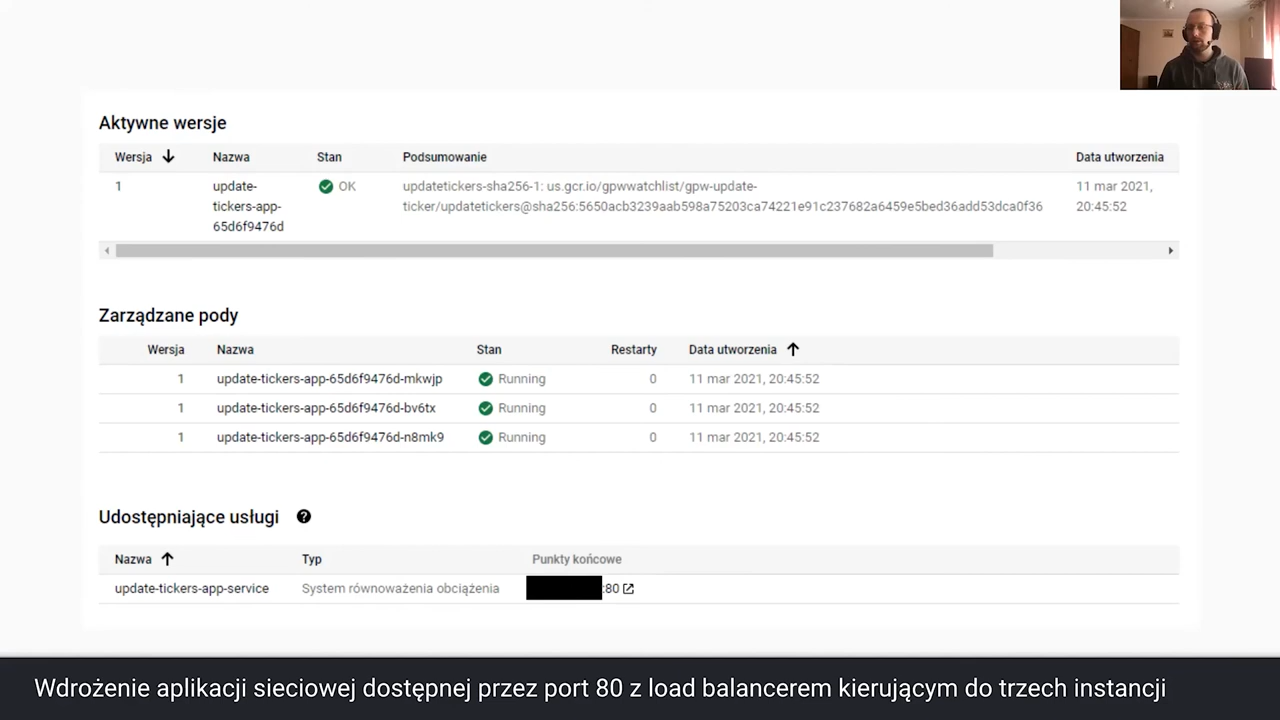 Aktywne wersje
Wersja Nazwa Stan Podsumowanie Data utworzenia
1 update- OK updatetickers-sha256-1: us.gcr.io/gpwwatchlist/gpw-update- 11 mar 2021,
tickers-app- ticker/updatetickers@sha256:5650acb3239aab598a75203ca74221e91c237682a6459e5bed36add53dca0f36 20:45:52
65d6f9476d
Zarządzane pody
Wersja Nazwa Stan Restarty Data utworzenia
1 update-tickers-app-65d6f9476d-mkwjp Running 0 11 mar 2021, 20:45:52
1 update-tickers-app-65d6f9476d-bv6tx Running 0 11 mar 2021, 20:45:52
1 update-tickers-app-65d6f9476d-n8mk9 Running 0 11 mar 2021, 20:45:52
Udostępniające usługi ?
Nazwa Typ Punkty końcowe
update-tickers-app-service System równoważenia obciążenia :80
Wdrożenie aplikacji sieciowej dostępnej przez port 80 z load balancerem kierującym do trzech instancji